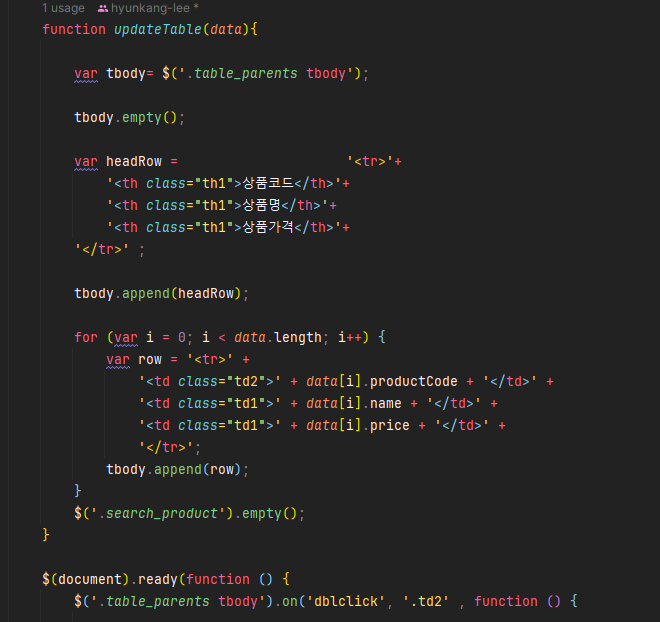 1 usage hyunkang-lee *
function updateTable(data){
var tbody= $('.table_parents tbody');
tbody.empty();
var headRow = '<tr>'+
'<th class="th1">상품코드</th>'+
'<th class="th1">상품명</th>'+
'<th class="th1">상품가격</th>'+
'</tr>' ;
tbody.append(headRow);
for (var i = 0; i < data.length; i++) {
var row = '<tr>' +
'<td class="td2">' + data[i].productCode + '</td>' +
'<td class="td1">' + data[i].name + '</td>' +
'<td class="td1">' + data[i].price + '</td>' +
'</tr>';
tbody.append(row);
}
$('.search_product').empty();
}
$(document).ready(function () {
$('.table_parents tbody').on('dblclick', '.td2' , function () {